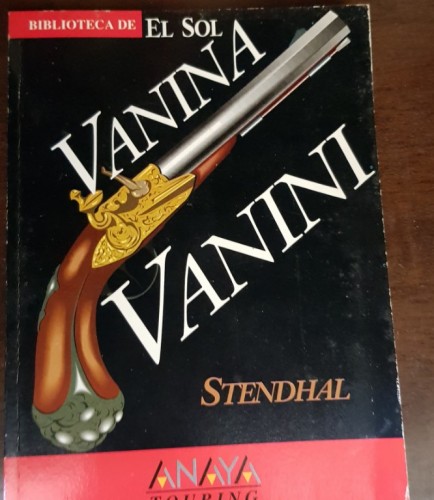 BIBLIOTECA DE EL SOL
VANINA
VANINI
STENDHAL
ANAYA
TOURING